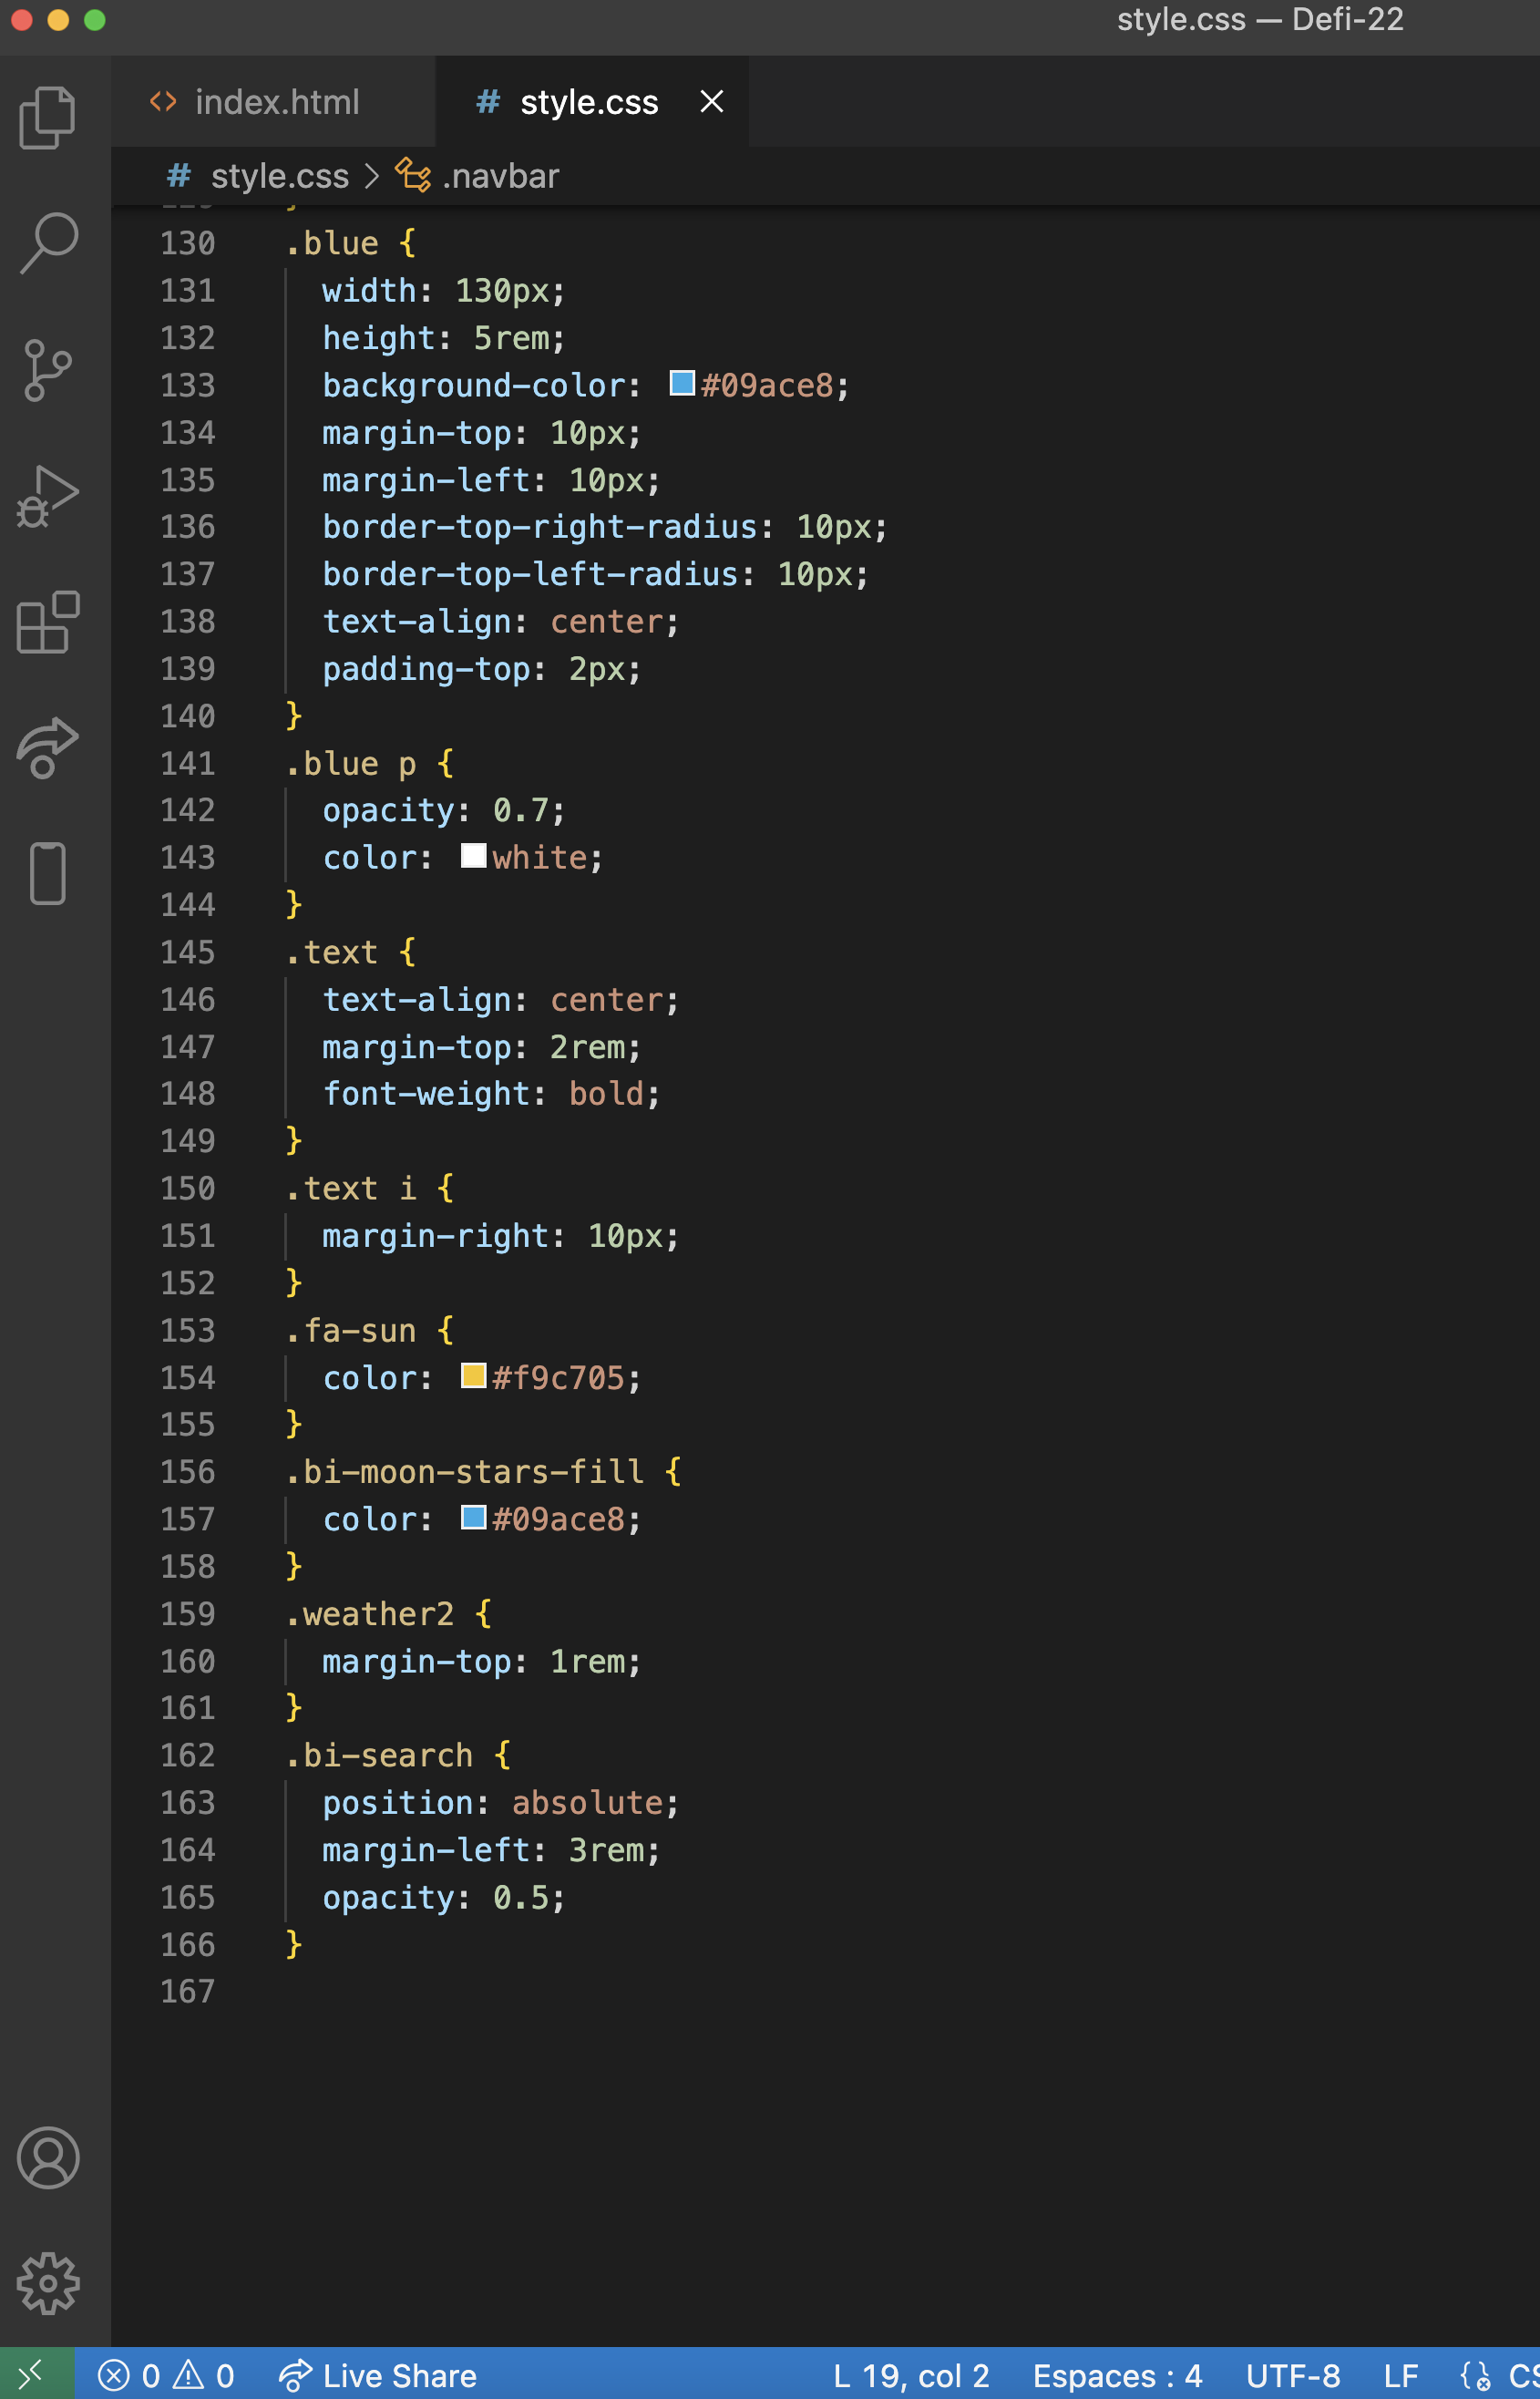 style.css — Defi-22
<> index.html # style.css ×
# style.css > .navbar
130 .blue {
131 width: 130px;
132 height: 5rem;
133 background-color: #09ace8;
134 margin-top: 10px;
135 margin-left: 10px;
136 border-top-right-radius: 10px;
137 border-top-left-radius: 10px;
138 text-align: center;
139 padding-top: 2px;
140 }
141 .blue p {
142 opacity: 0.7;
143 color: white;
144 }
145 .text {
146 text-align: center;
147 margin-top: 2rem;
148 font-weight: bold;
149 }
150 .text i {
151 margin-right: 10px;
152 }
153 .fa-sun {
154 color: #f9c705;
155 }
156 .bi-moon-stars-fill {
157 color: #09ace8;
158 }
159 .weather2 {
160 margin-top: 1rem;
161 }
162 .bi-search {
163 position: absolute;
164 margin-left: 3rem;
165 opacity: 0.5;
166 }
167
0 0 Live Share L 19, col 2 Espaces : 4 UTF-8 LF